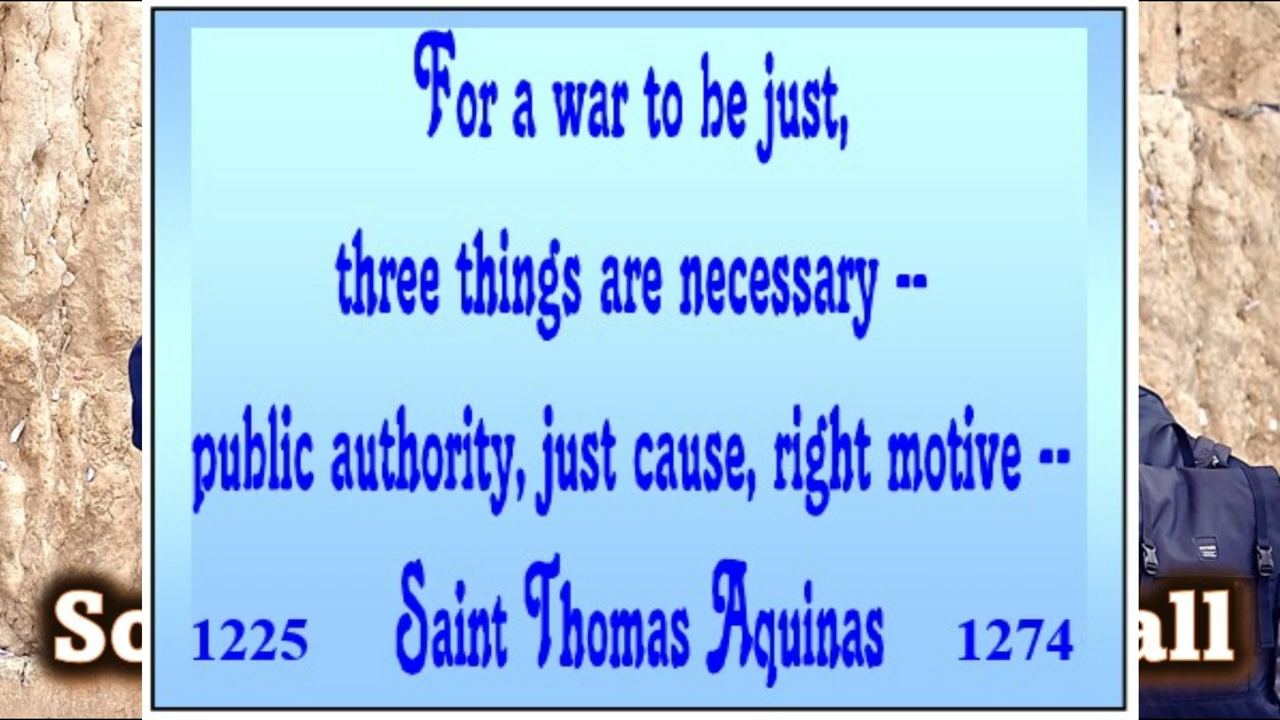 For a war to be just,
three things are necessary --
public authority, just cause, right motive --
1225 Saint Thomas Aquinas 1274